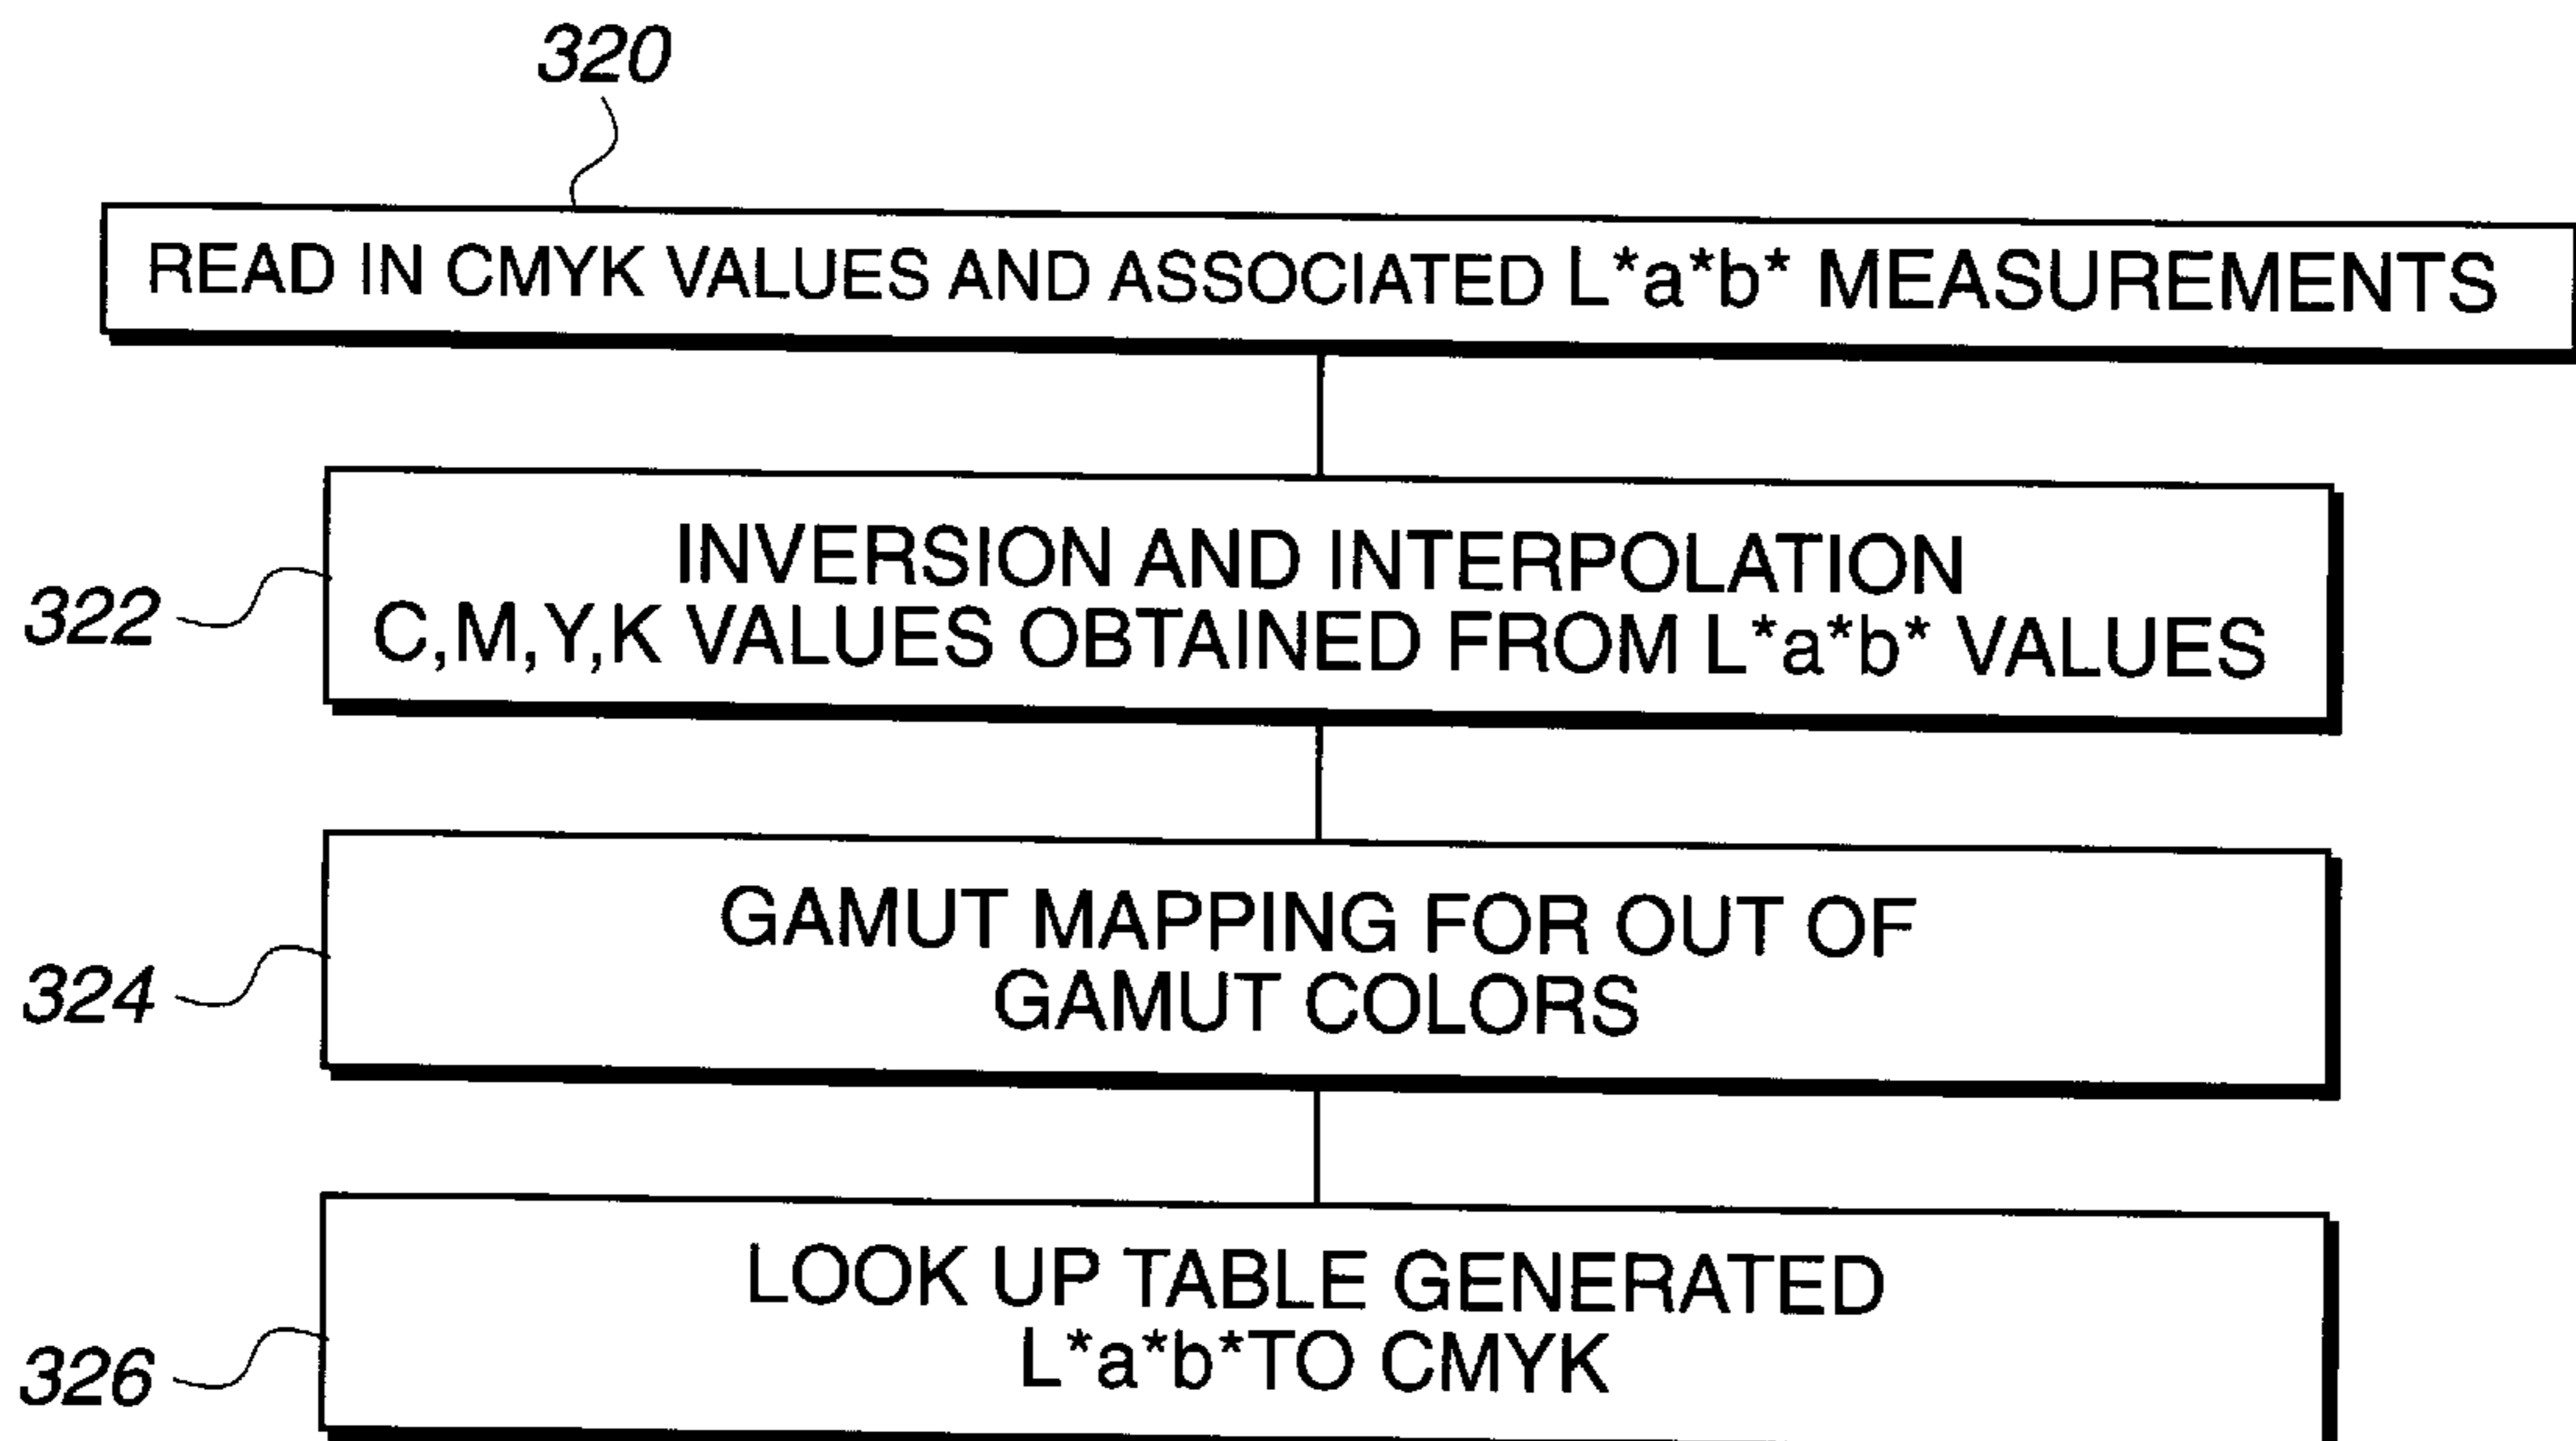 320
READ IN CMYK VALUES AND ASSOCIATED L*a*b* MEASUREMENTS
322
INVERSION AND INTERPOLATION
C,M,Y,K VALUES OBTAINED FROM L*a*b* VALUES
324
GAMUT MAPPING FOR OUT OF
GAMUT COLORS
326
LOOK UP TABLE GENERATED
L*a*b*TO CMYK